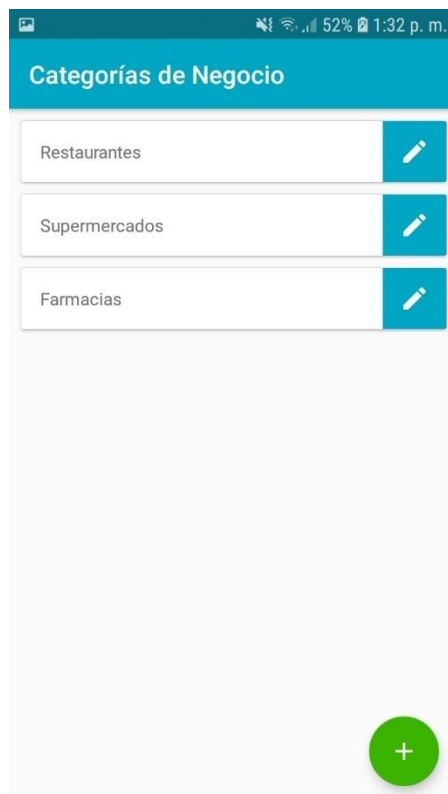 52% 1:32 p. m.
Categorías de Negocio
Restaurantes
Supermercados
Farmacias
+